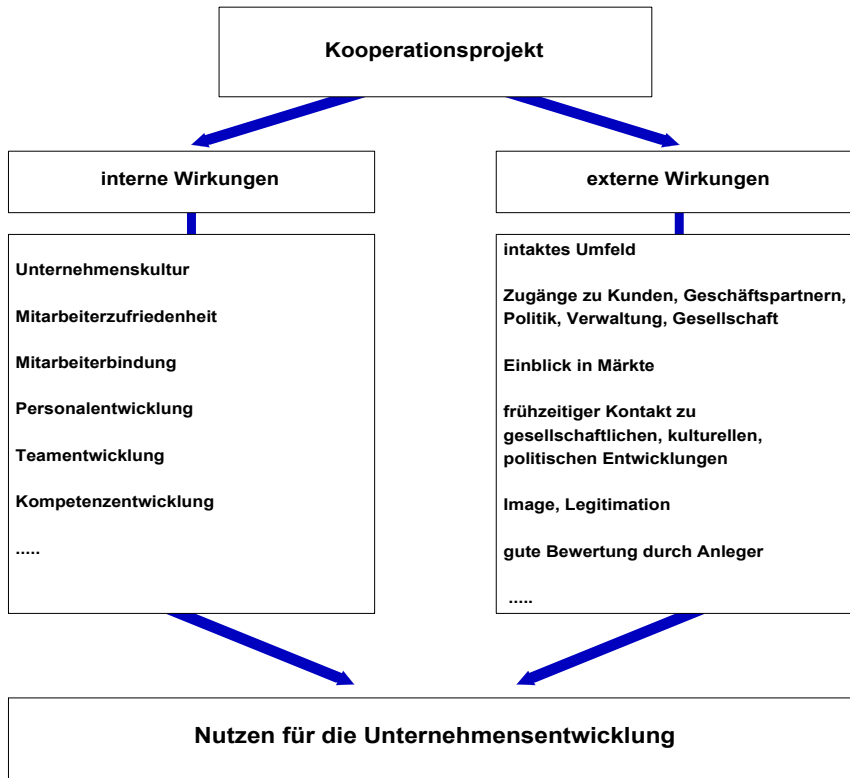 Kooperationsprojekt
interne Wirkungen
Unternehmenskultur
Mitarbeiterzufriedenheit
Mitarbeiterbindung
Personalentwicklung
Teamentwicklung
Kompetenzentwicklung
.....
externe Wirkungen
intaktes Umfeld
Zugänge zu Kunden, Geschäftspartnern,
Politik, Verwaltung, Gesellschaft
Einblick in Märkte
frühzeitiger Kontakt zu
gesellschaftlichen, kulturellen,
politischen Entwicklungen
Image, Legitimation
gute Bewertung durch Anleger
.....
Nutzen für die Unternehmensentwicklung